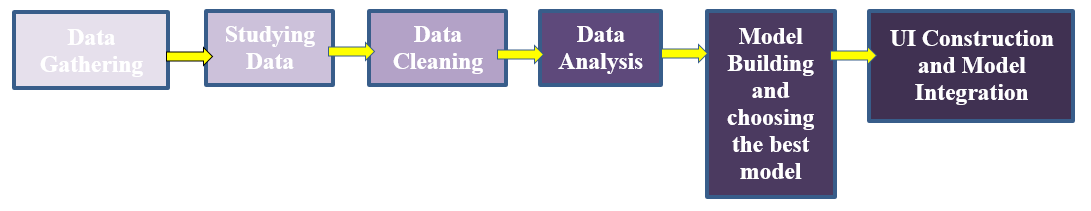 Data
Gathering
Studying
Data
Data
Cleaning
Data
Analysis
Model
Building
and
choosing
the best
model
UI Construction
and Model
Integration